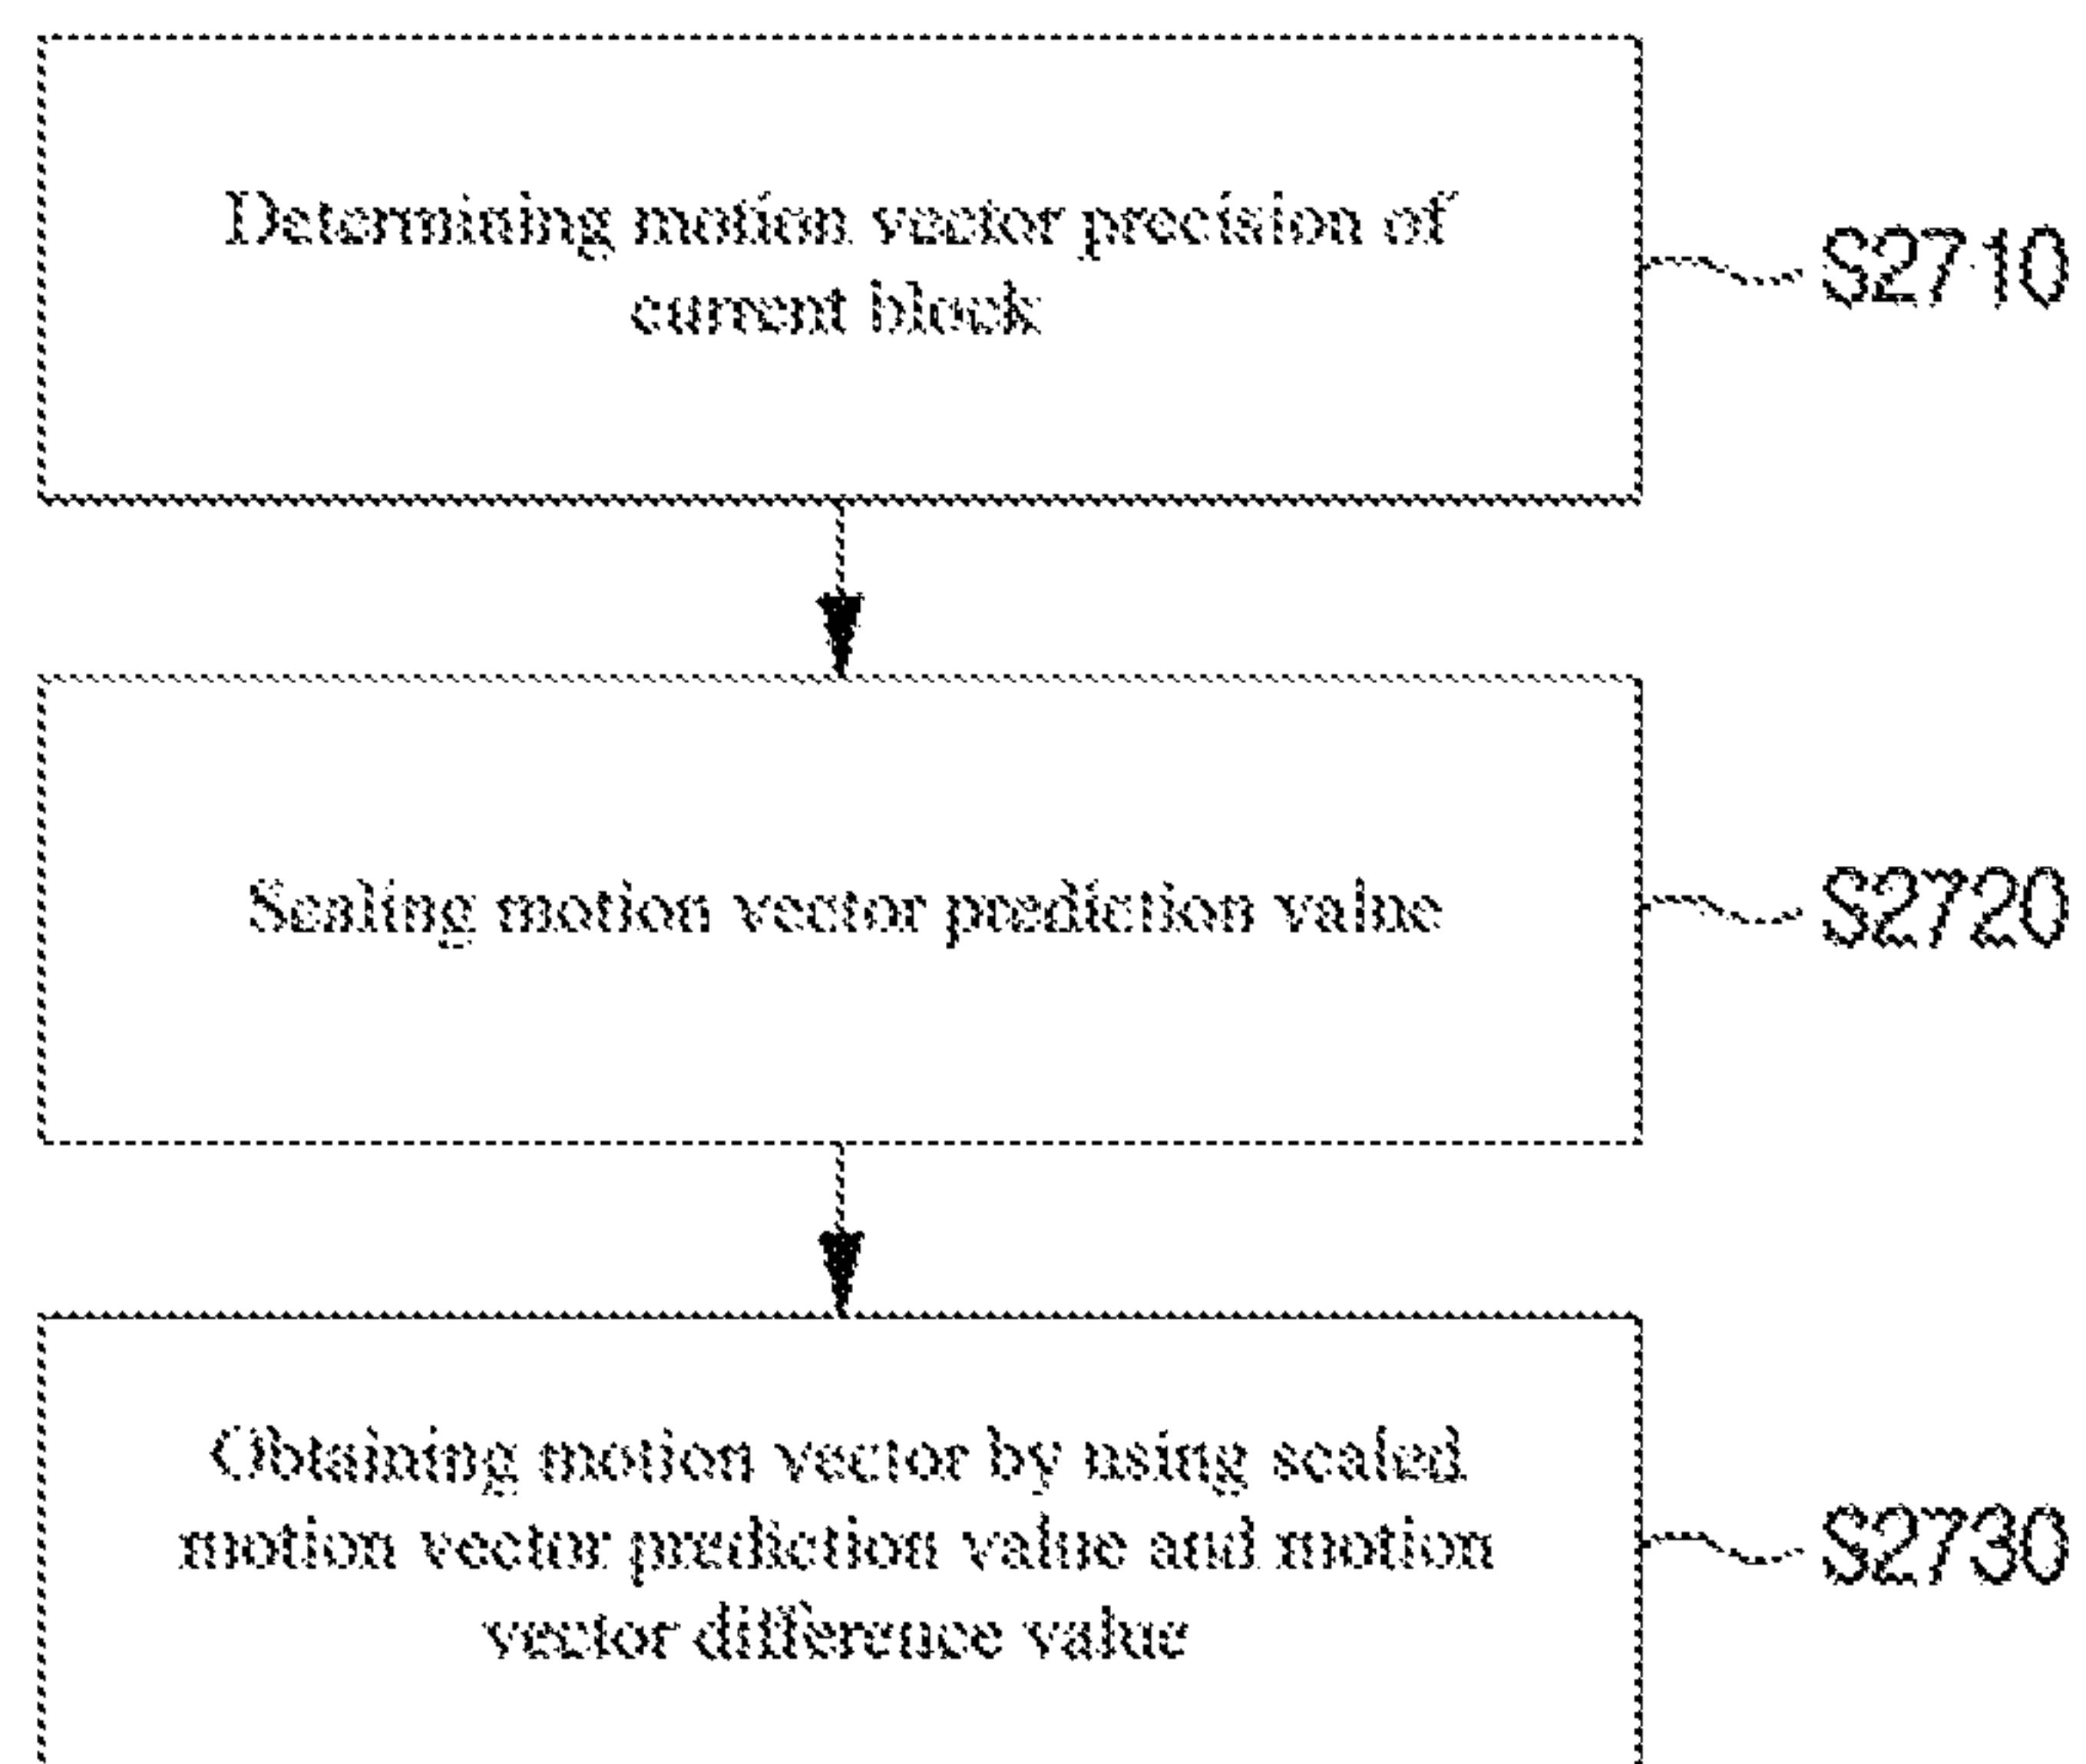 Determining motion vector precision of
current block
S2710
Scaling motion vector prediction value
S2720
Obtaining motion vector by using scaled
motion vector prediction value and motion
vector difference value
S2730